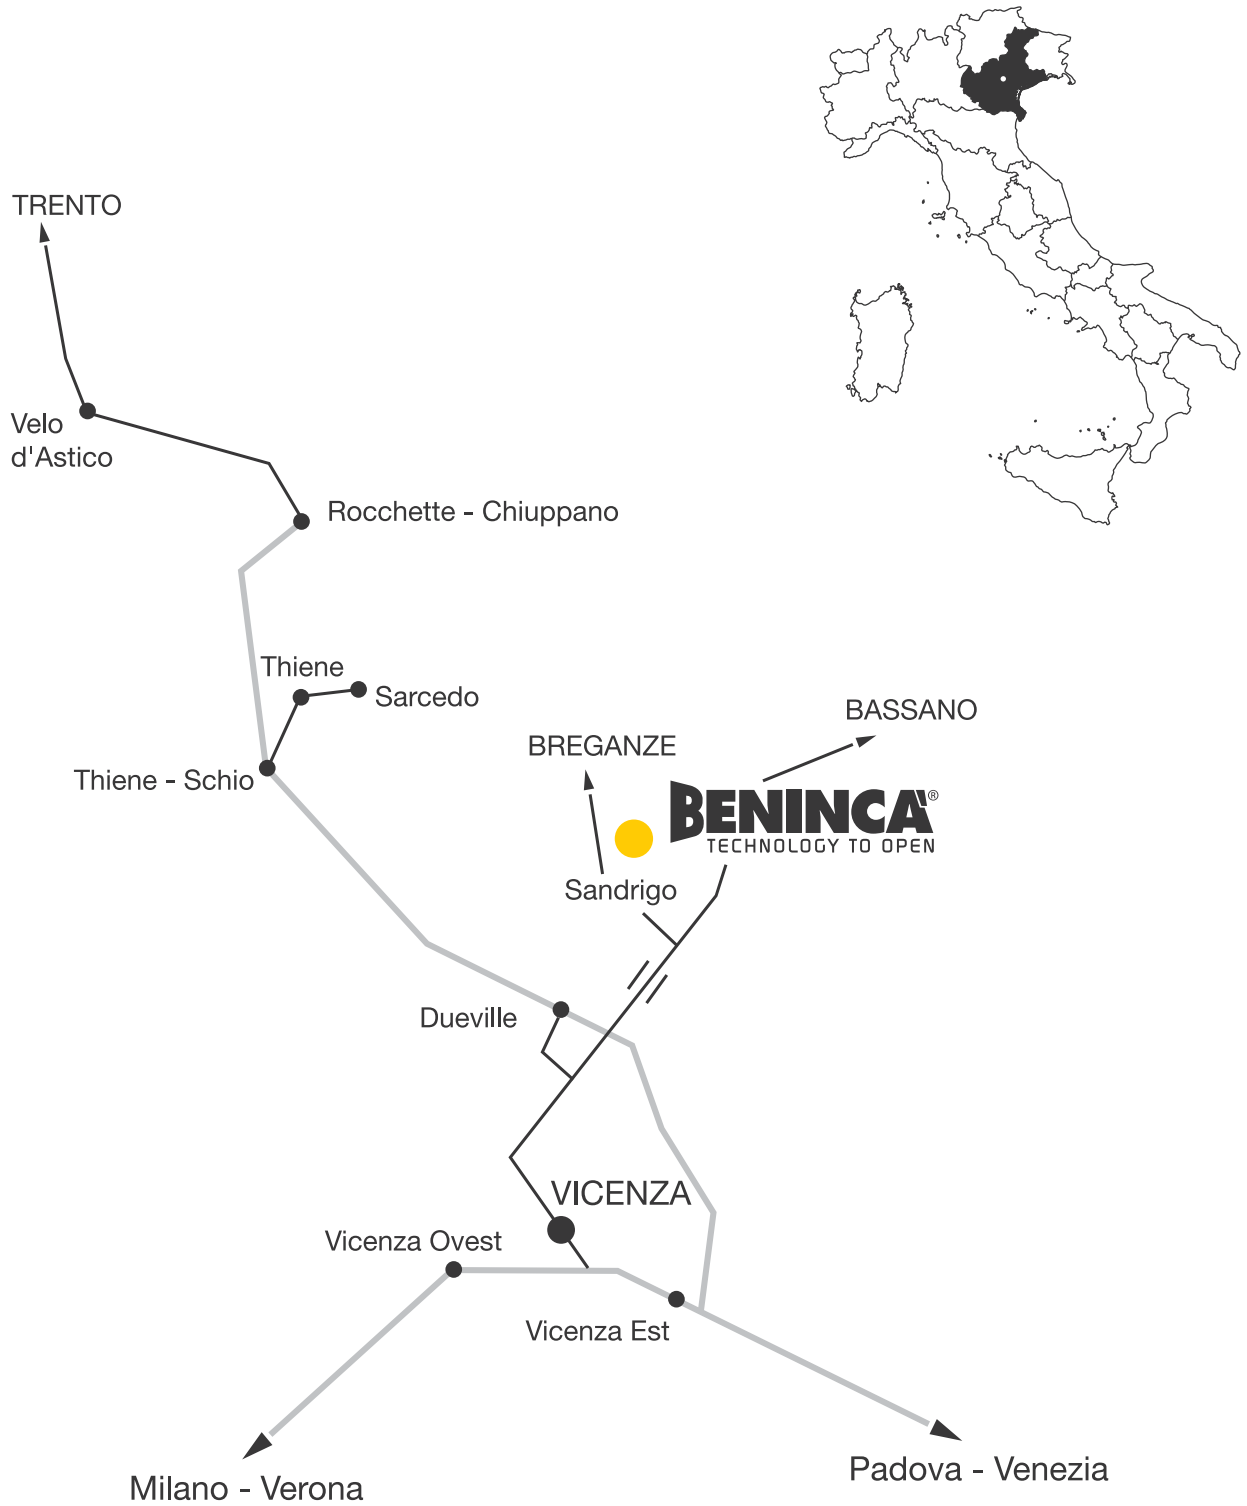 TRENTO
Velo
d'Astico
Rocchette - Chiuppano
Thiene
Sarcedo
Thiene - Schio
BASSANO
BREGANZE
BENINCÀ®
TECHNOLOGY TO OPEN
Sandrigo
Dueville
VICENZA
Vicenza Ovest
Vicenza Est
Padova - Venezia
Milano - Verona